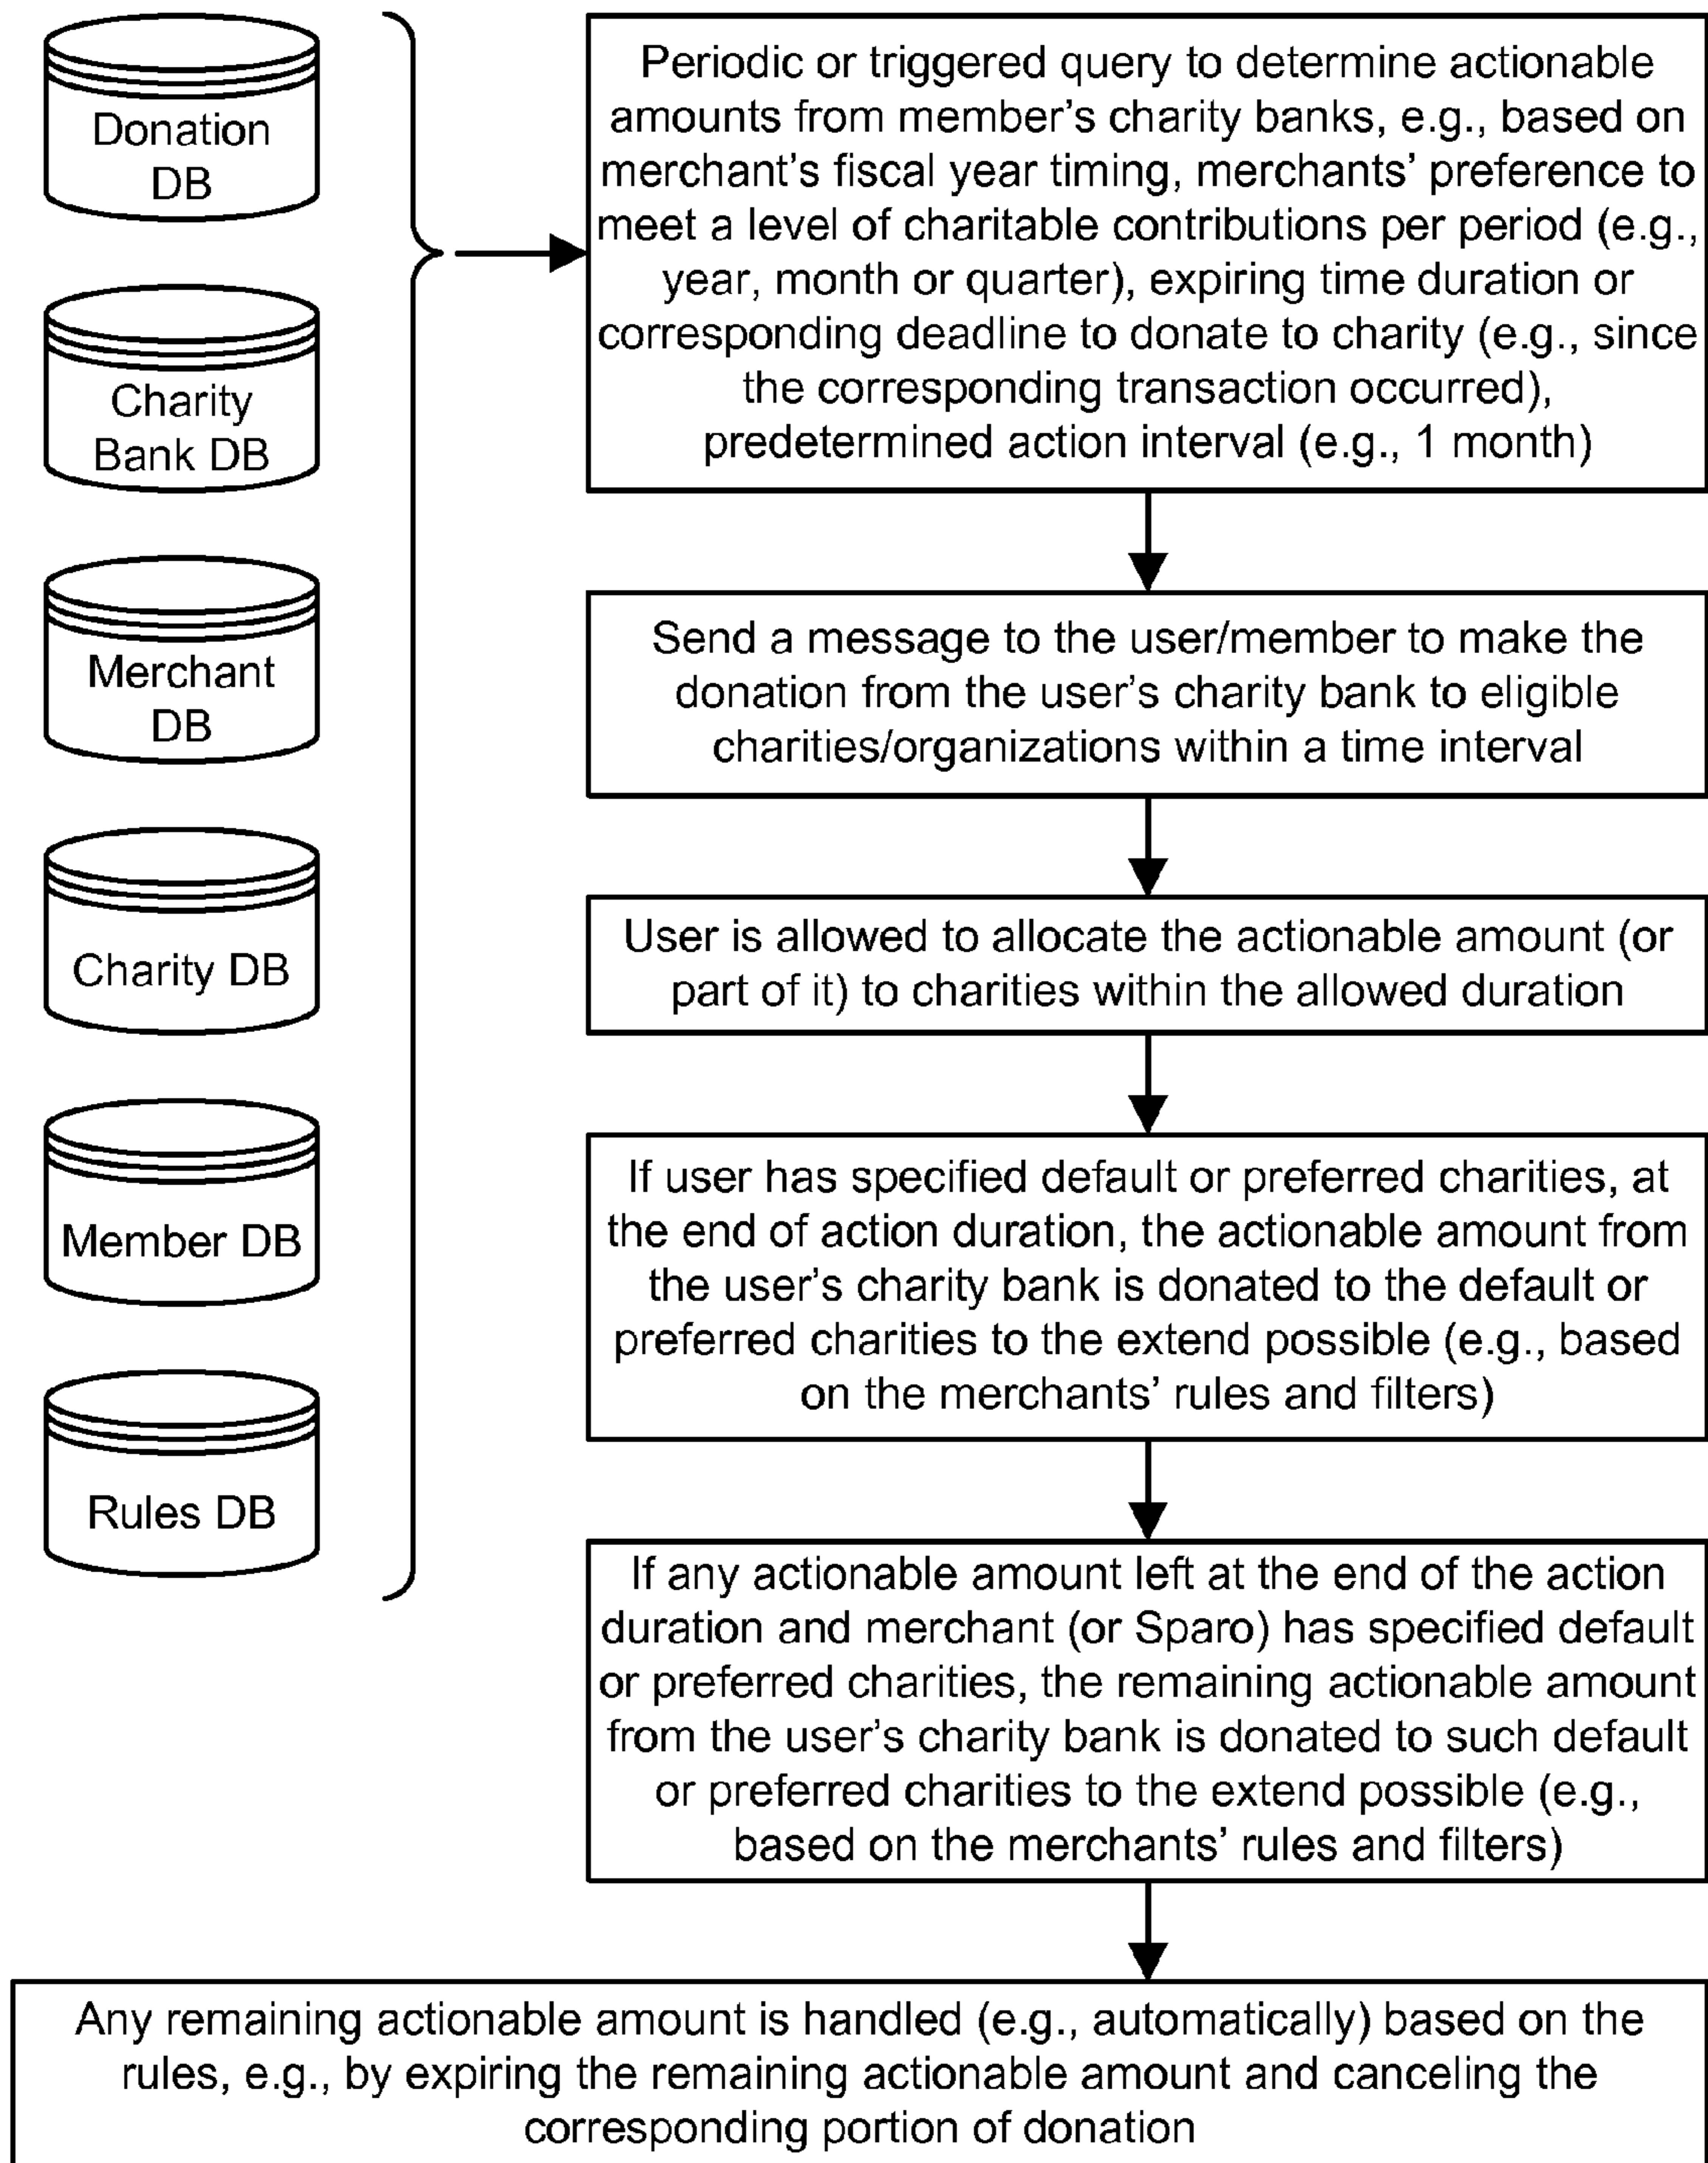 Donation
DB
Charity
Bank DB
Merchant
DB
Charity DB
Member DB
Rules DB
Periodic or triggered query to determine actionable
amounts from member’s charity banks, e.g., based on
merchant’s fiscal year timing, merchants’ preference to
meet a level of charitable contributions per period (e.g.,
year, month or quarter), expiring time duration or
corresponding deadline to donate to charity (e.g., since
the corresponding transaction occurred),
predetermined action interval (e.g., 1 month)
Send a message to the user/member to make the
donation from the user’s charity bank to eligible
charities/organizations within a time interval
User is allowed to allocate the actionable amount (or
part of it) to charities within the allowed duration
If user has specified default or preferred charities, at
the end of action duration, the actionable amount from
the user’s charity bank is donated to the default or
preferred charities to the extend possible (e.g., based
on the merchants’ rules and filters)
If any actionable amount left at the end of the action
duration and merchant (or Sparo) has specified default
or preferred charities, the remaining actionable amount
from the user’s charity bank is donated to such default
or preferred charities to the extend possible (e.g.,
based on the merchants’ rules and filters)
Any remaining actionable amount is handled (e.g., automatically) based on the
rules, e.g., by expiring the remaining actionable amount and canceling the
corresponding portion of donation